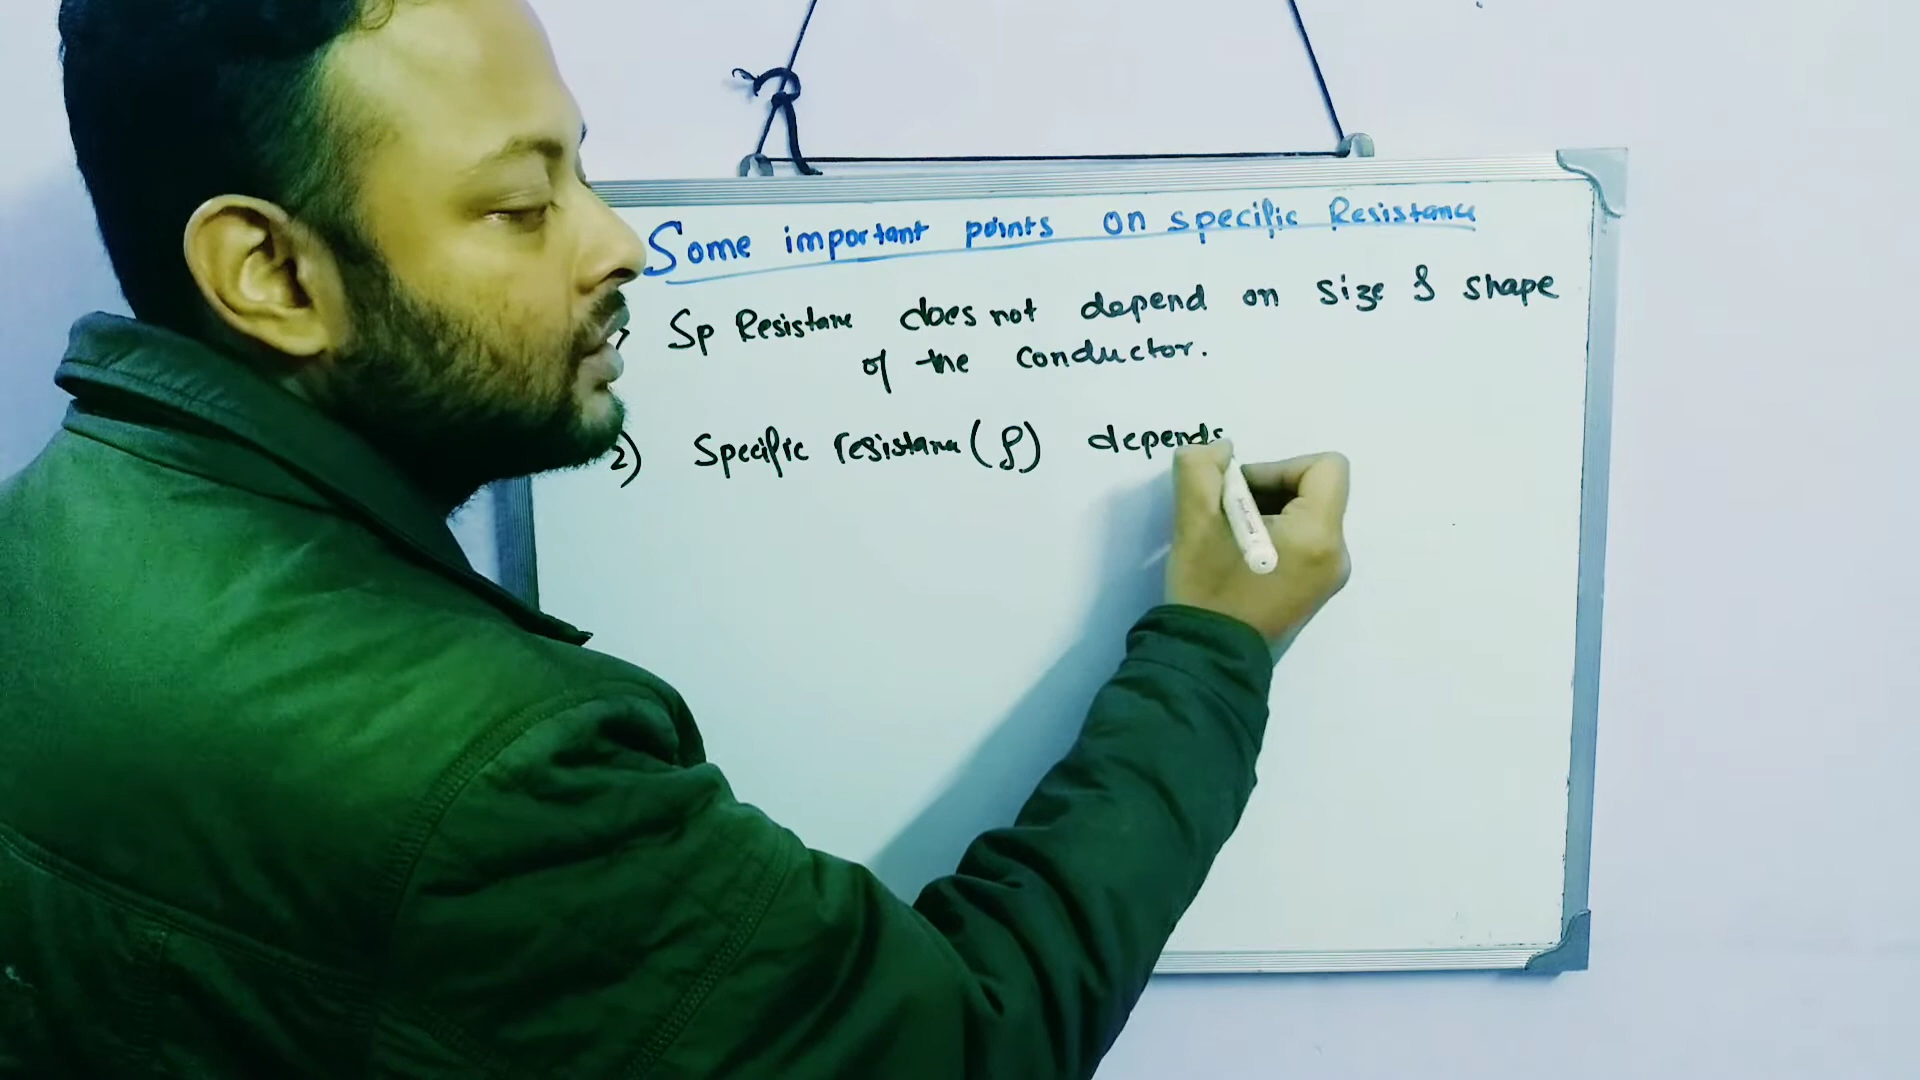 Some important points on specific Resistance
Sp Resistance does not depend on size & shape
of the conductor.
2) Specific resistance (ρ) depends